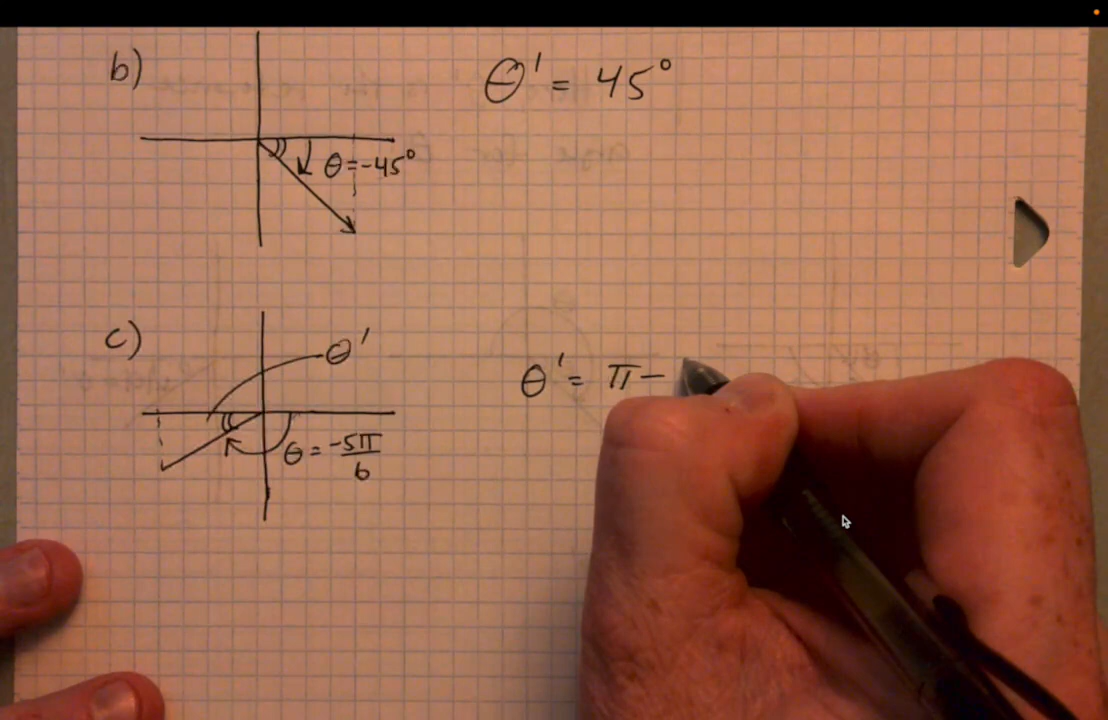 b)
θ' = 45°
θ = -45°
c)
θ'
θ' = π -
θ = -5π/6